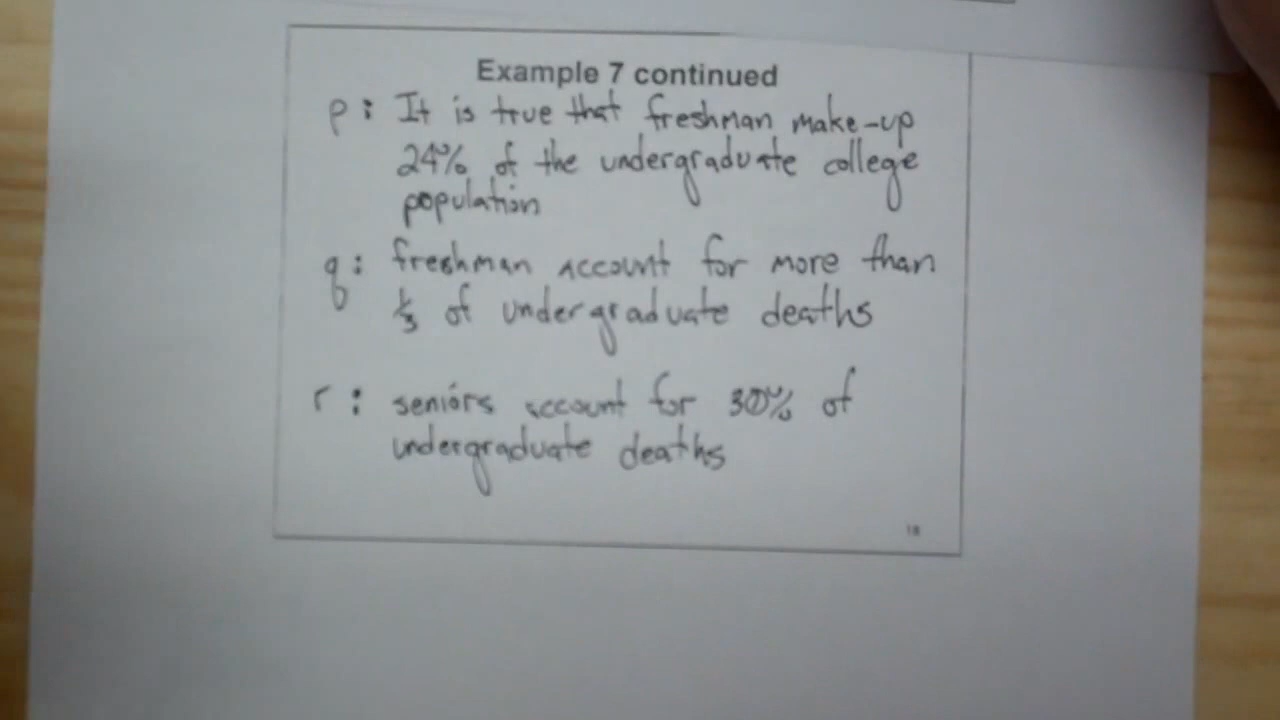 Example 7 continued
p: It is true that freshman make-up
24% of the undergraduate college
population
q: freshman account for more than
1/3 of undergraduate deaths
r: seniors account for 30% of
undergraduate deaths
18